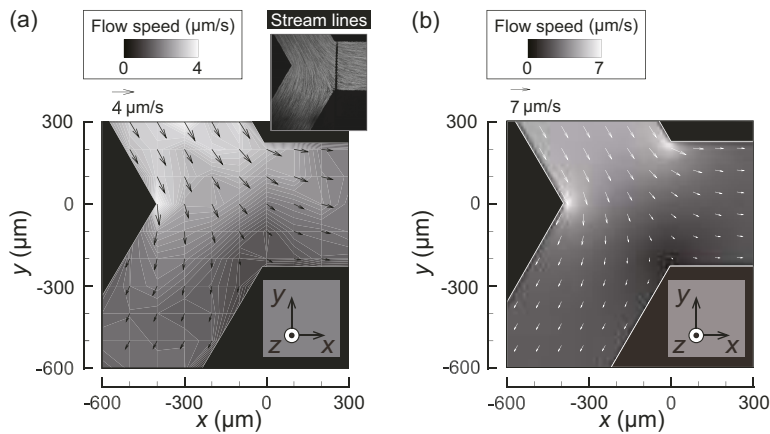 (a)
Flow speed (μm/s)
0 4
4 μm/s
Stream lines
300
0
-300
-600
y (μm)
-600 -300 0 300
x (μm)
y
z x
(b)
Flow speed (μm/s)
0 7
7 μm/s
300
0
-300
-600
y (μm)
-600 -300 0 300
x (μm)
y
z x